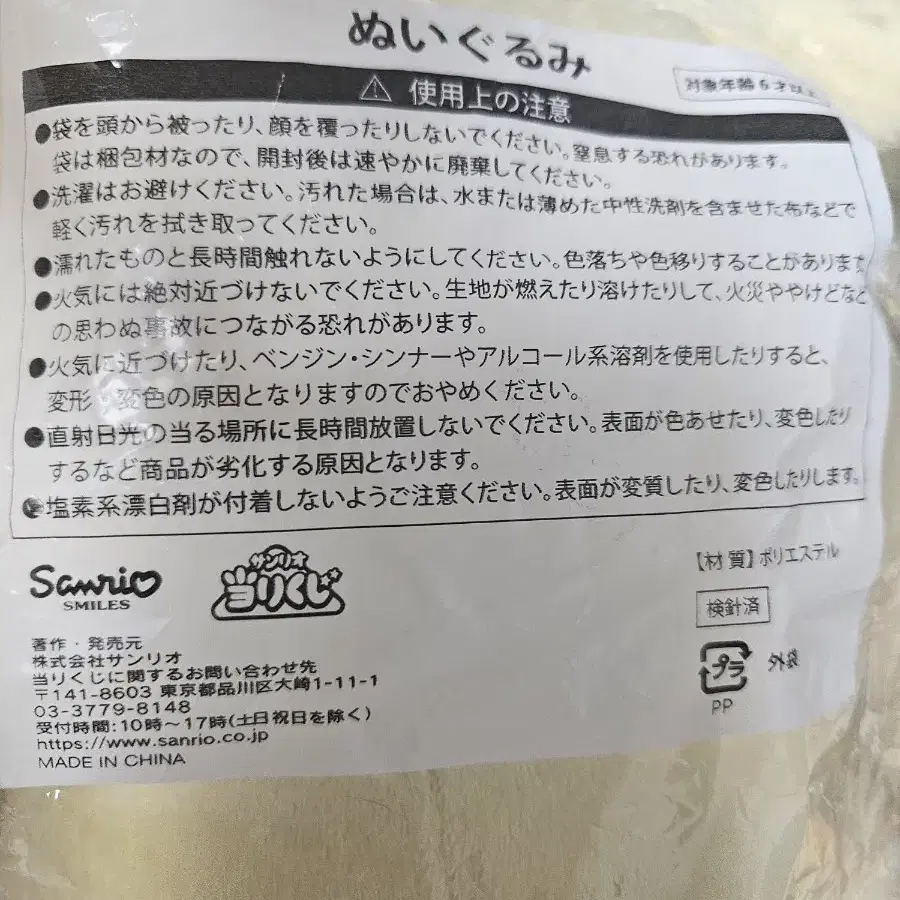 ぬいぐるみ
対象年齢6才以上
⚠ 使用上の注意
●袋を頭から被ったり、顔を覆ったりしないでください。窒息する恐れがあります。
袋は梱包材なので、開封後は速やかに廃棄してください。
●洗濯はお避けください。汚れた場合は、水または薄めた中性洗剤を含ませた布などで
軽く汚れを拭き取ってください。
●濡れたものと長時間触れないようにしてください。色落ちや色移りすることがありま
●火気には絶対近づけないでください。生地が燃えたり溶けたりして、火災ややけどなど
の思わぬ事故につながる恐れがあります。
●火気に近づけたり、ベンジン・シンナーやアルコール系溶剤を使用したりすると、
変形・変色の原因となりますのでおやめください。
●直射日光の当る場所に長時間放置しないでください。表面が色あせたり、変色したり
するなど商品が劣化する原因となります。
●塩素系漂白剤が付着しないようご注意ください。表面が変質したり、変色したりします。
Sanrio
SMILES
サンリオ
当りくじ
【材質】ポリエステル
検針済
プラ
外袋
PP
著作・発売元
株式会社サンリオ
当りくじに関するお問い合わせ先
〒141-8603 東京都品川区大崎1-11-1
03-3779-8148
受付時間:10時～17時(土日祝日を除く)
https://www.sanrio.co.jp
MADE IN CHINA